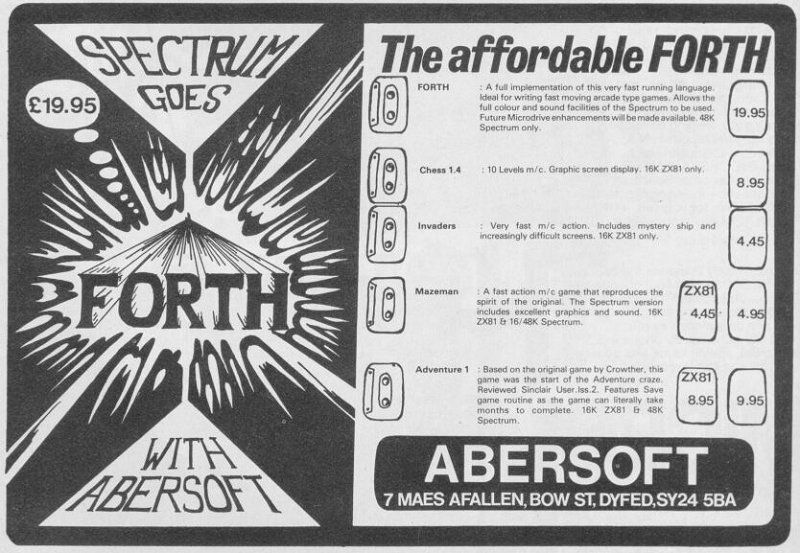 SPECTRUM
GOES
£19.95
FORTH
WITH
ABERSOFT
The affordable FORTH
FORTH : A full implementation of this very fast running language.
Ideal for writing fast moving arcade type games. Allows the
full colour and sound facilities of the Spectrum to be used.
Future Microdrive enhancements will be made available. 48K
Spectrum only.
19.95
Chess 1.4 : 10 Levels m/c. Graphic screen display. 16K ZX81 only.
8.95
Invaders : Very fast m/c action. Includes mystery ship and
increasingly difficult screens. 16K ZX81 only.
4.45
Mazeman : A fast action m/c game that reproduces the
spirit of the original. The Spectrum version
includes excellent graphics and sound. 16K
ZX81 & 16/48K Spectrum.
ZX81
4.45 4.95
Adventure 1 : Based on the original game by Crowther, this
game was the start of the Adventure craze.
Reviewed Sinclair User.Iss.2. Features Save
game routine as the game can literally take
months to complete. 16K ZX81 & 48K
Spectrum.
ZX81
8.95 9.95
ABERSOFT
7 MAES AFALLEN, BOW ST, DYFED, SY24 5BA